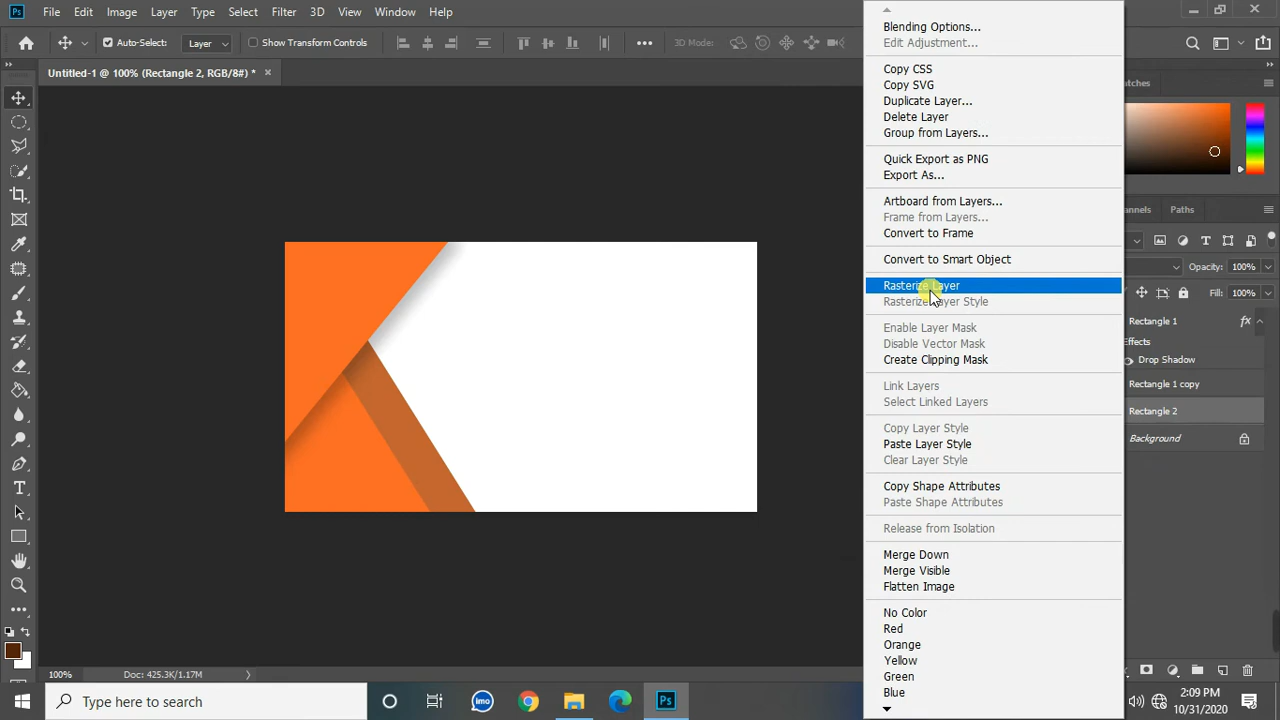 Ps File Edit Image Layer Type Select Filter 3D View Window Help
Auto-Select: Layer Show Transform Controls 3D Mode:
Untitled-1 @ 100% (Rectangle 2, RGB/8#) *
Blending Options...
Edit Adjustment...
Copy CSS
Copy SVG
Duplicate Layer...
Delete Layer
Group from Layers...
Quick Export as PNG
Export As...
Artboard from Layers...
Frame from Layers...
Convert to Frame
Convert to Smart Object
Rasterize Layer
Rasterize Layer Style
Enable Layer Mask
Disable Vector Mask
Create Clipping Mask
Link Layers
Select Linked Layers
Copy Layer Style
Paste Layer Style
Clear Layer Style
Copy Shape Attributes
Paste Shape Attributes
Release from Isolation
Merge Down
Merge Visible
Flatten Image
No Color
Red
Orange
Yellow
Green
Blue
Paths
Opacity: 100%
Fill: 100%
Rectangle 1 fx
Drop Shadow
Rectangle 1 copy
Rectangle 2
Background
100% Doc: 425.3K/1.17M
Type here to search
imo
Ps
2:09 PM
10/31/2020